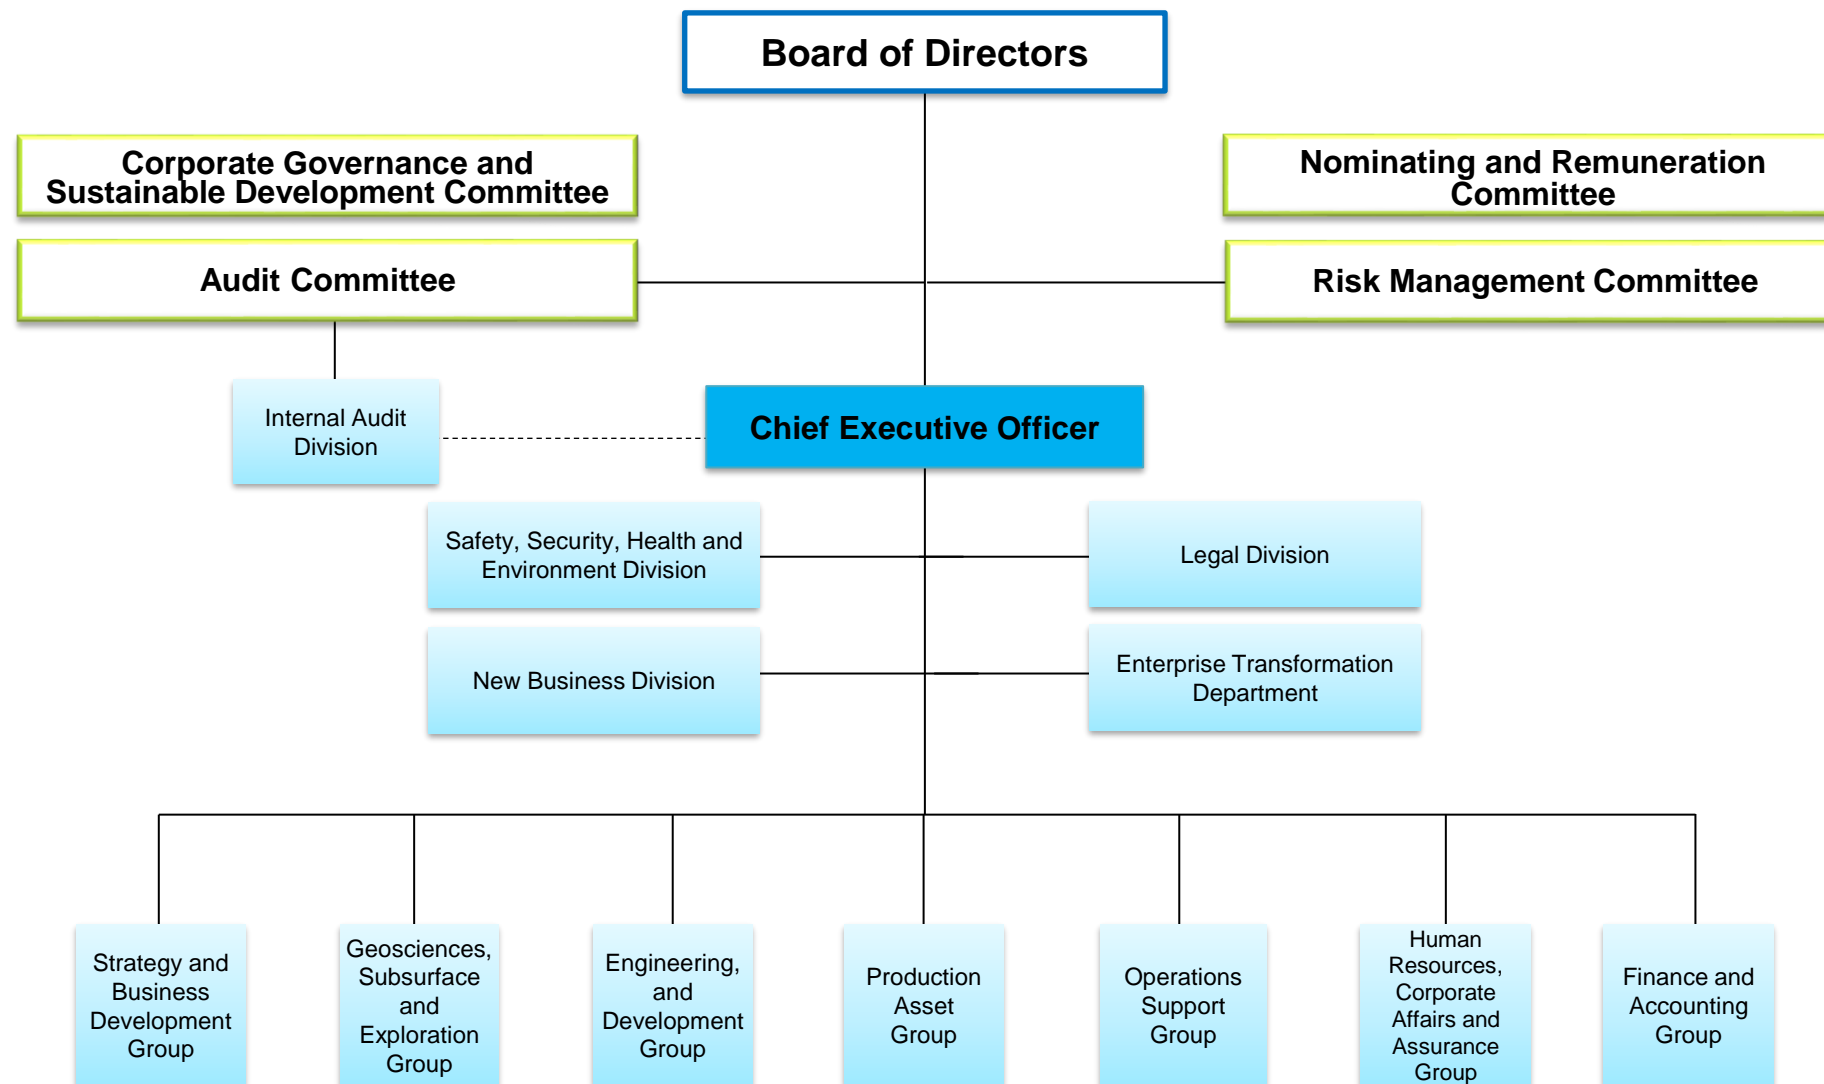 Board of Directors
Corporate Governance and
Sustainable Development Committee
Nominating and Remuneration
Committee
Audit Committee
Risk Management Committee
Internal Audit
Division
Chief Executive Officer
Safety, Security, Health and
Environment Division
Legal Division
New Business Division
Enterprise Transformation
Department
Strategy and
Business
Development
Group
Geosciences,
Subsurface
and
Exploration
Group
Engineering,
and
Development
Group
Production
Asset
Group
Operations
Support
Group
Human
Resources,
Corporate
Affairs and
Assurance
Group
Finance and
Accounting
Group